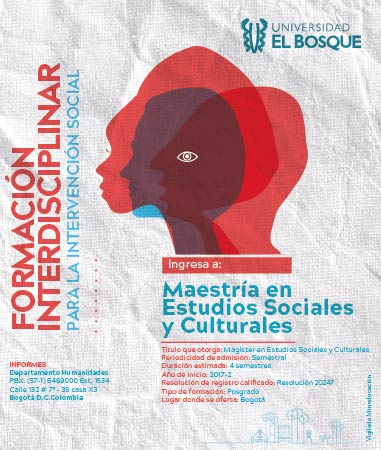 UNIVERSIDAD
EL BOSQUE
FORMACIÓN
INTERDISCIPLINAR
PARA LA INTERVENCIÓN SOCIAL
Ingresa a:
Maestría en
Estudios Sociales
y Culturales
Título que otorga: Magíster en Estudios Sociales y Culturales
Periodicidad de admisión: Semestral
Duración estimada: 4 semestres
Año de inicio: 2017-2
Resolución de registro calificado: Resolución 20247
Tipo de formación: Posgrado
Lugar donde se oferta: Bogotá
INFORMES
Departamento Humanidades
PBX. (57-1) 6489000 Ext. 1534
Calle 132 # 7ª - 35 casa X3
Bogotá D.C.Colombia
Vigilada Mineducación